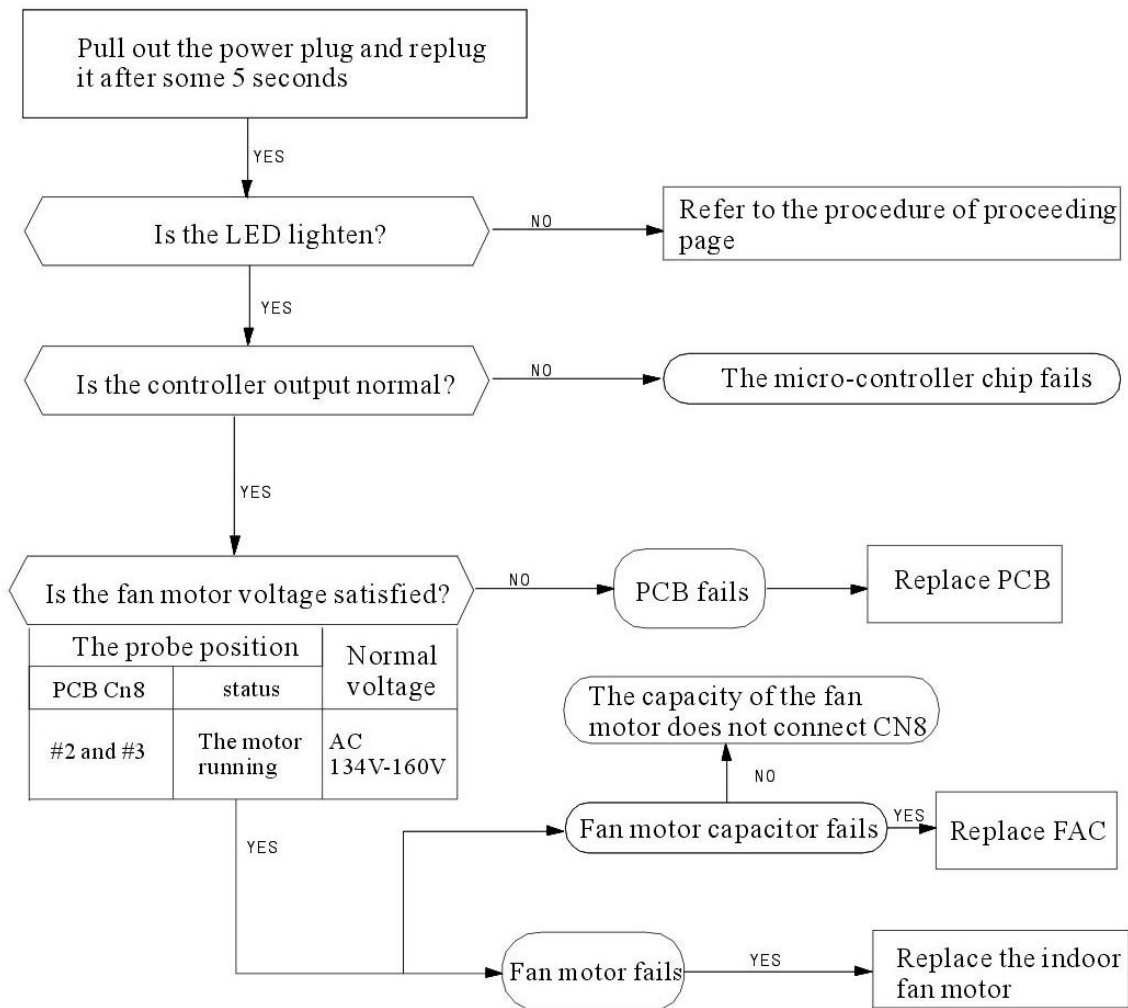 Pull out the power plug and replug
it after some 5 seconds
YES
Is the LED lighten?
NO
Refer to the procedure of proceeding
page
YES
Is the controller output normal?
NO
The micro-controller chip fails
YES
Is the fan motor voltage satisfied?
NO
PCB fails
Replace PCB
The probe position
Normal
voltage
PCB Cn8
status
#2 and #3
The motor
running
AC
134V-160V
The capacity of the fan
motor does not connect CN8
NO
YES
Fan motor capacitor fails
YES
Replace FAC
Fan motor fails
YES
Replace the indoor
fan motor